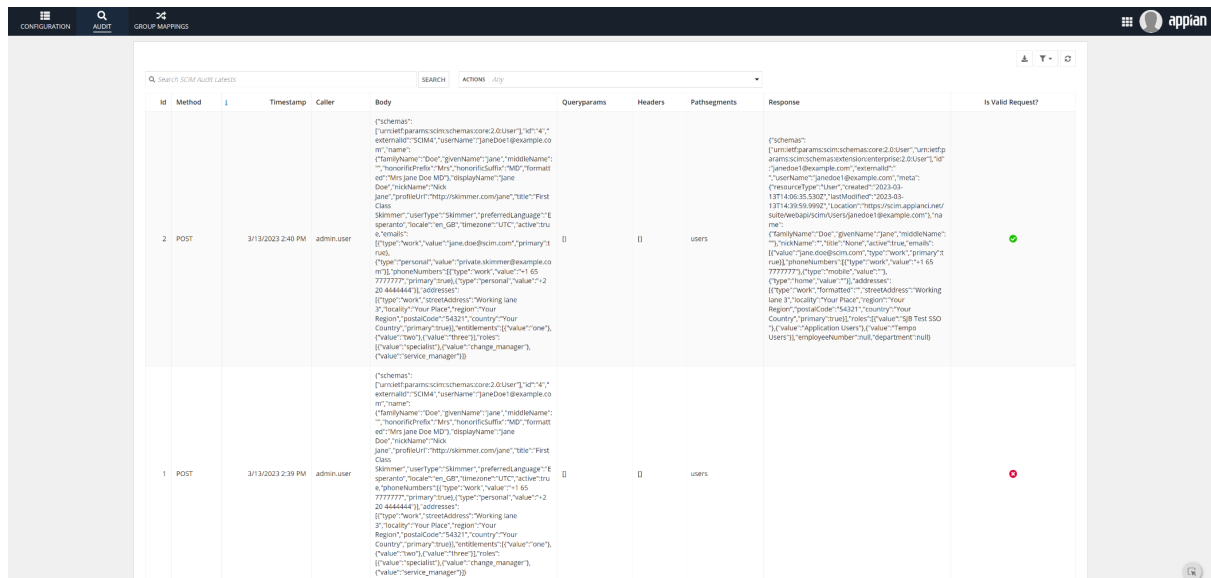 CONFIGURATION
AUDIT
GROUP MAPPINGS
appian
Search SCIM Audit Latests
SEARCH
ACTIONS Any
Id Method Timestamp Caller Body Queryparams Headers Pathsegments Response Is Valid Request?
2 POST 3/13/2023 2:40 PM admin.user
{"schemas":
["urn:ietf:params:scim:schemas:core:2.0:User"],"id":"4","
externalId":"SCIM4","userName":"JaneDoe1@example.co
m","name":
{"familyName":"Doe","givenName":"Jane","middleName":
"","honorificPrefix":"Mrs","honorificSuffix":"MD","formatt
ed":"Mrs Jane Doe MD"},"displayName":"Jane
Doe","nickName":"Nick
Jane","profileUrl":"http://skimmer.com/jane","title":"First
Class
Skimmer","userType":"Skimmer","preferredLanguage":"E
speranto","locale":"en_GB","timezone":"UTC","active":tru
e,"emails":
[{"type":"work","value":"jane.doe@scim.com","primary":t
rue},
{"type":"personal","value":"private.skimmer@example.co
m"}],"phoneNumbers":[{"type":"work","value":"+1 65
7777777","primary":true},{"type":"personal","value":"+2
20 4444444"}],"addresses":
[{"type":"work","streetAddress":"Working lane
3","locality":"Your Place","region":"Your
Region","postalCode":"54321","country":"Your
Country","primary":true}],"entitlements":[{"value":"one"},
{"value":"two"},{"value":"three"}],"roles":
[{"value":"specialist"},{"value":"change_manager"},
{"value":"service_manager"}]}
[] [] users
{"schemas":
["urn:ietf:params:scim:schemas:core:2.0:User","urn:ietf:p
arams:scim:schemas:extension:enterprise:2.0:User"],"id"
:"janedoe1@example.com","externalId":"
","userName":"janedoe1@example.com","meta":
{"resourceType":"User","created":"2023-03-
13T14:06:35.530Z","lastModified":"2023-03-
13T14:39:59.999Z","Location":"https://scim.appianci.net/
suite/webapi/scim/Users/janedoe1@example.com"},"na
me":
{"familyName":"Doe","givenName":"Jane","middleName":
""},"nickName":"","title":"None","active":true,"emails":
[{"value":"jane.doe@scim.com","type":"work","primary":t
rue}],"phoneNumbers":[{"type":"work","value":"+1 65
7777777"},{"type":"mobile","value":""},
{"type":"home","value":""}],"addresses":
[{"type":"work","formatted":"","streetAddress":"Working
lane 3","locality":"Your Place","region":"Your
Region","postalCode":"54321","country":"Your
Country","primary":true}],"roles":[{"value":"SJB Test SSO
"},{"value":"Application Users"},{"value":"Tempo
Users"}],"employeeNumber":null,"department":null}
1 POST 3/13/2023 2:39 PM admin.user
{"schemas":
["urn:ietf:params:scim:schemas:core:2.0:User"],"id":"4","
externalId":"SCIM4","userName":"JaneDoe1@example.co
m","name":
{"familyName":"Doe","givenName":"Jane","middleName":
"","honorificPrefix":"Mrs","honorificSuffix":"MD","formatt
ed":"Mrs Jane Doe MD"},"displayName":"Jane
Doe","nickName":"Nick
Jane","profileUrl":"http://skimmer.com/jane","title":"First
Class
Skimmer","userType":"Skimmer","preferredLanguage":"E
speranto","locale":"en_GB","timezone":"UTC","active":tru
e,"phoneNumbers":[{"type":"work","value":"+1 65
7777777","primary":true},{"type":"personal","value":"+2
20 4444444"}],"addresses":
[{"type":"work","streetAddress":"Working lane
3","locality":"Your Place","region":"Your
Region","postalCode":"54321","country":"Your
Country","primary":true}],"entitlements":[{"value":"one"},
{"value":"two"},{"value":"three"}],"roles":
[{"value":"specialist"},{"value":"change_manager"},
{"value":"service_manager"}]}
[] [] users